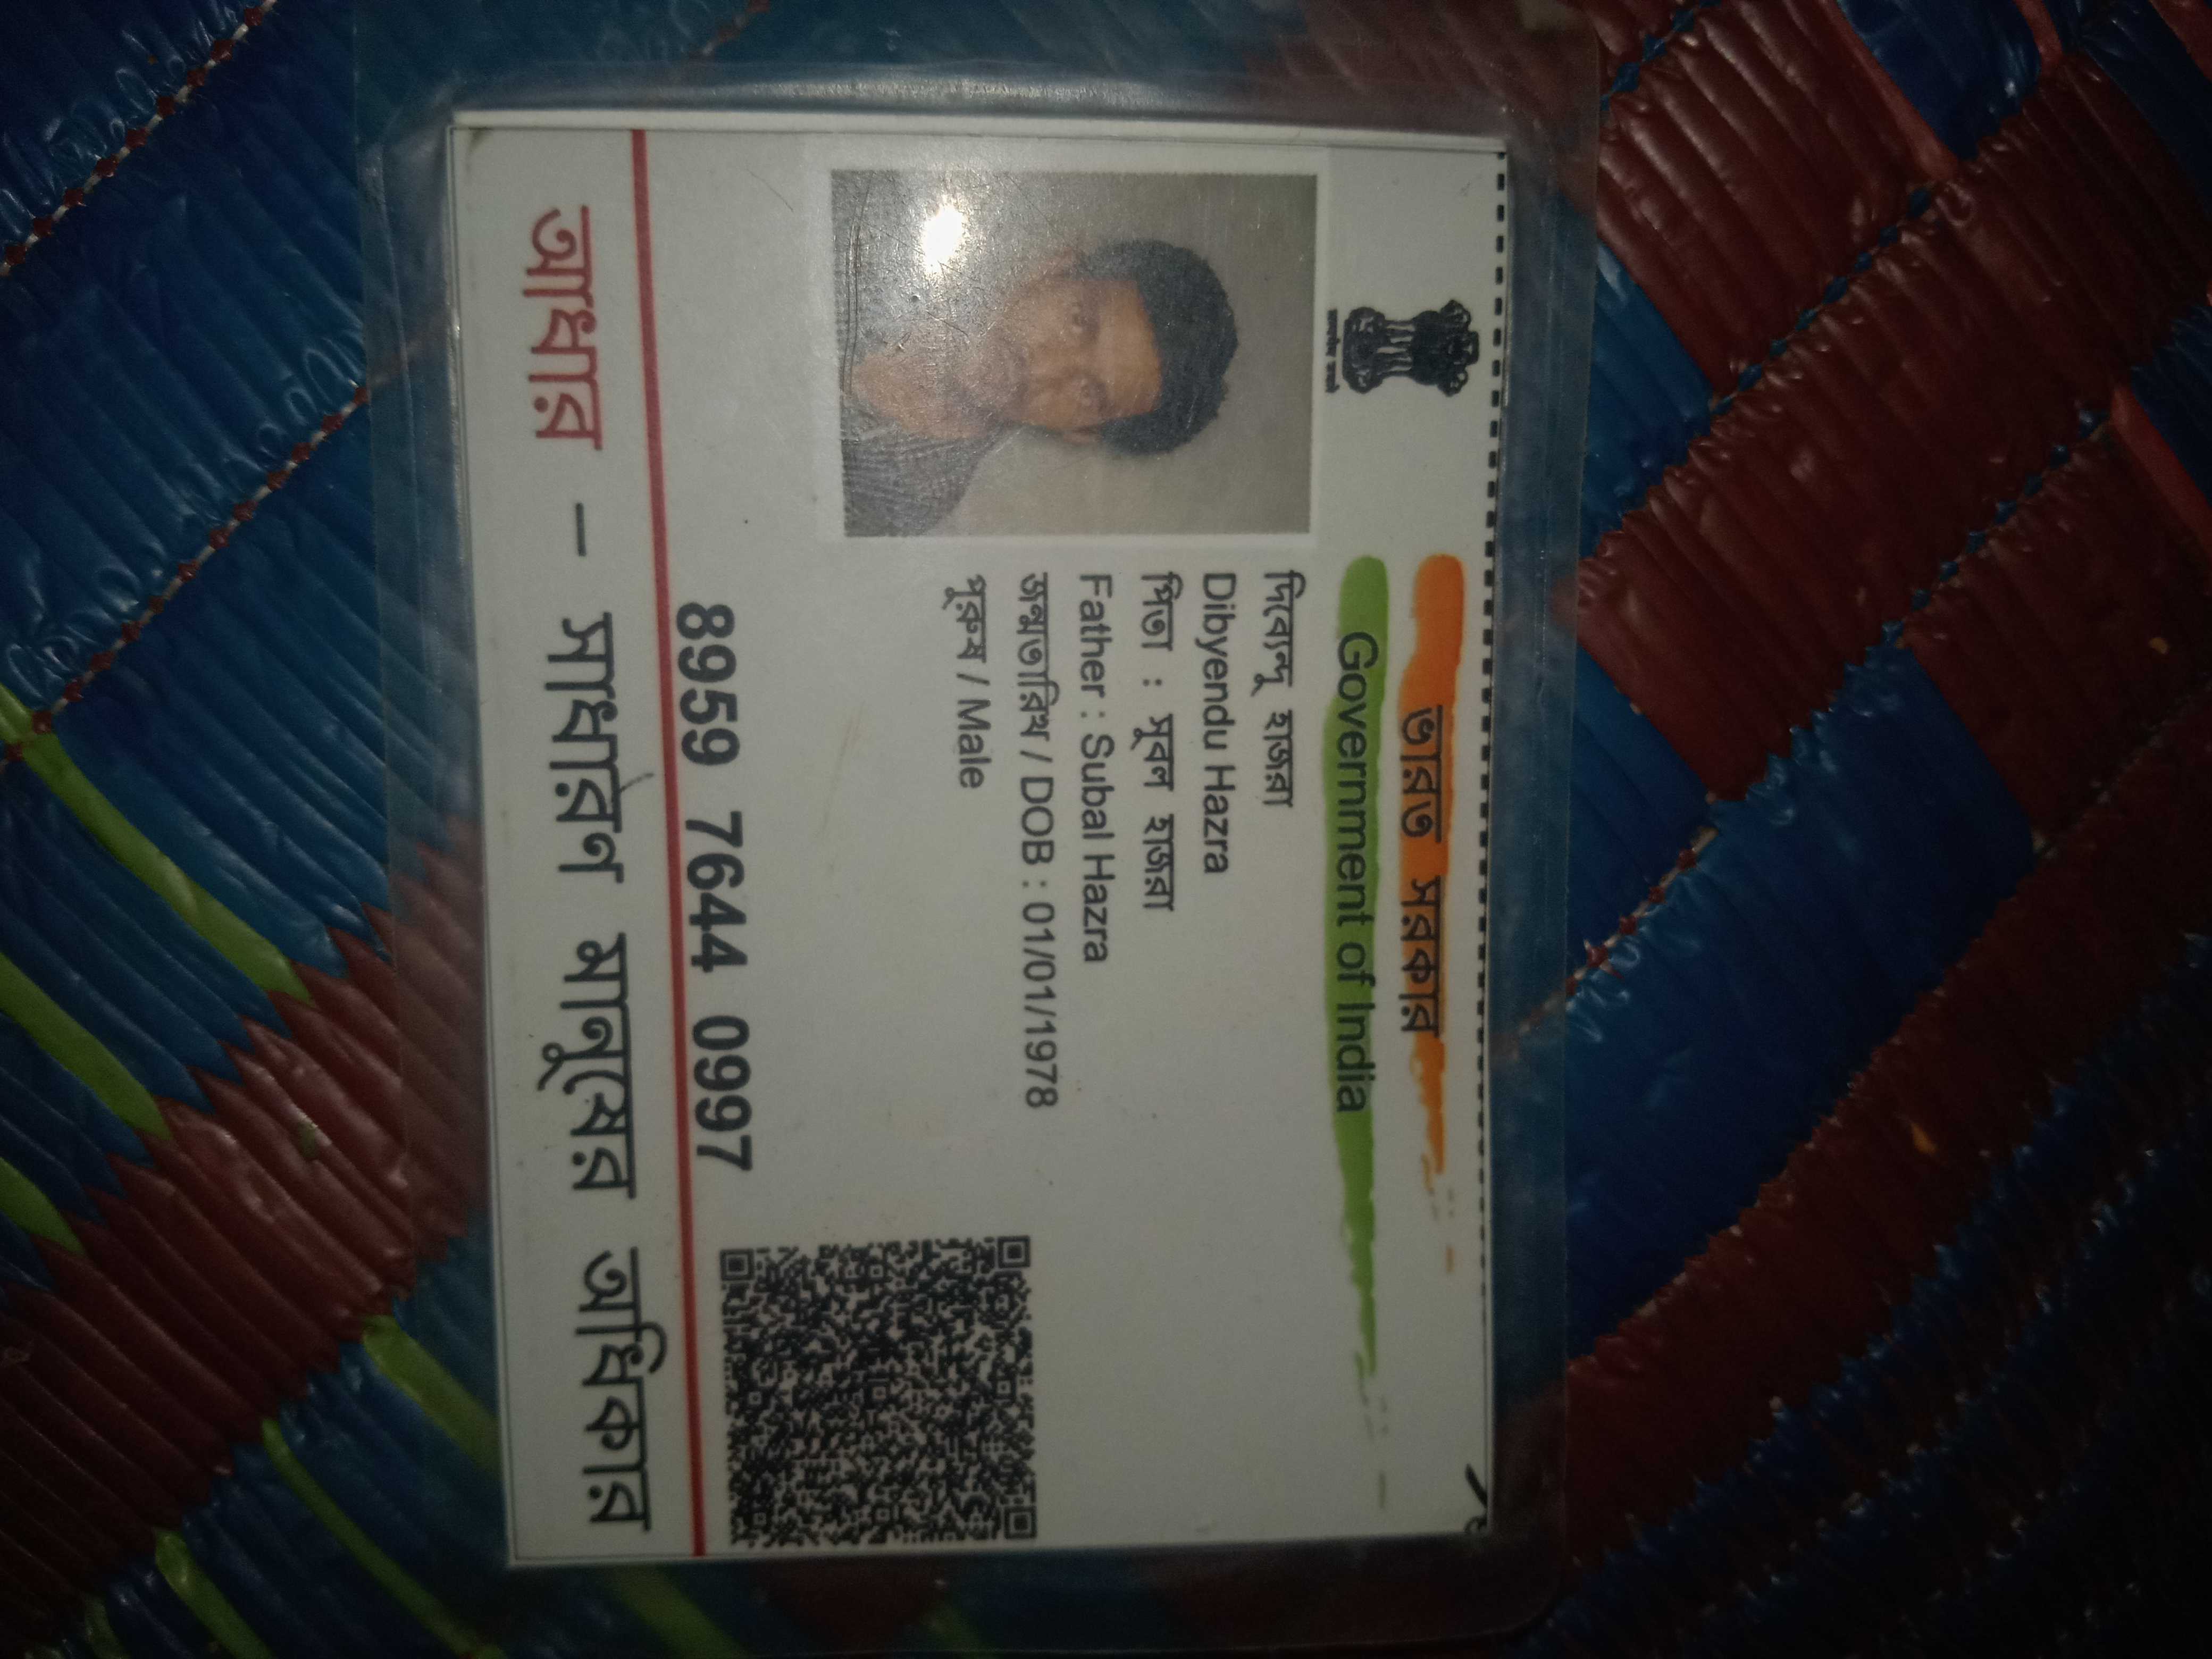 ভারত সরকার
Government of India
দিব্যেন্দু হাজরা
Dibyendu Hazra
পিতা : সুবল হাজরা
Father : Subal Hazra
জন্মতারিখ / DOB : 01/01/1978
পুরুষ / Male
8959 7644 0997
আধার – সাধারণ মানুষের অধিকার